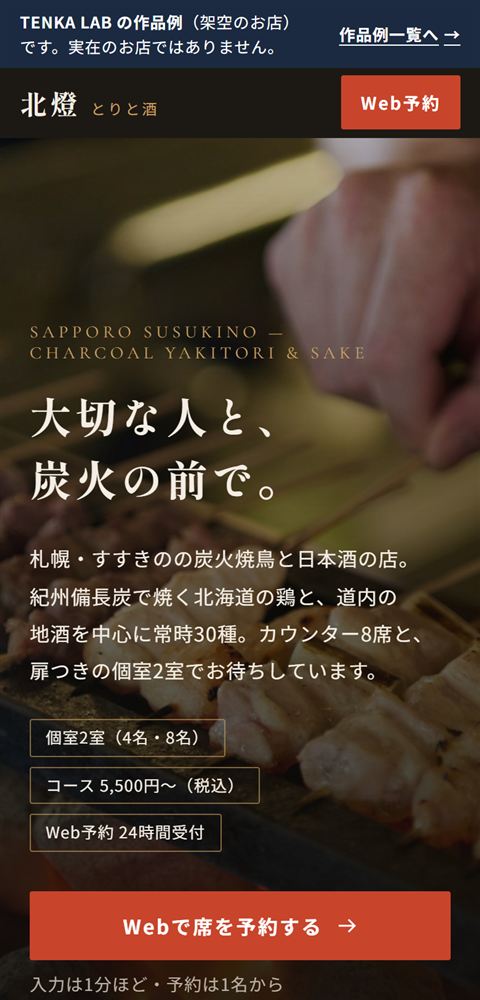 TENKA LAB の作品例（架空のお店）
です。実在のお店ではありません。
作品例一覧へ →
北燈 とりと酒
Web予約
SAPPORO SUSUKINO —
CHARCOAL YAKITORI & SAKE
大切な人と、
炭火の前で。
札幌・すすきのの炭火焼鳥と日本酒の店。
紀州備長炭で焼く北海道の鶏と、道内の
地酒を中心に常時30種。カウンター8席と、
扉つきの個室2室でお待ちしています。
個室2室（4名・8名）
コース 5,500円〜（税込）
Web予約 24時間受付
Webで席を予約する →
入力は1分ほど・予約は1名から